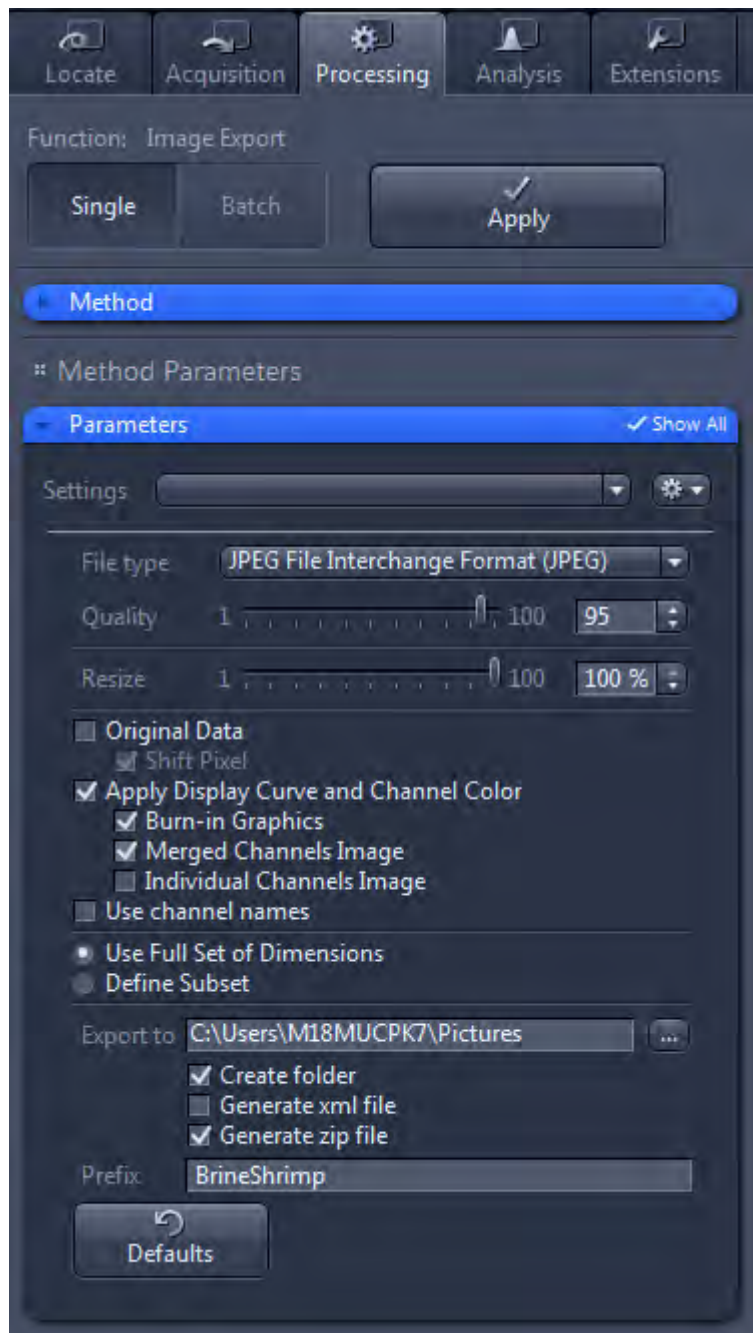 Locate Acquisition Processing Analysis Extensions
Function: Image Export
Single Batch Apply
Method
Method Parameters
Parameters Show All
Settings
File type JPEG File Interchange Format (JPEG)
Quality 1 100 95
Resize 1 100 100 %
Original Data
Shift Pixel
Apply Display Curve and Channel Color
Burn-in Graphics
Merged Channels Image
Individual Channels Image
Use channel names
Use Full Set of Dimensions
Define Subset
Export to C:\Users\M18MUCPK7\Pictures ...
Create folder
Generate xml file
Generate zip file
Prefix BrineShrimp
Defaults